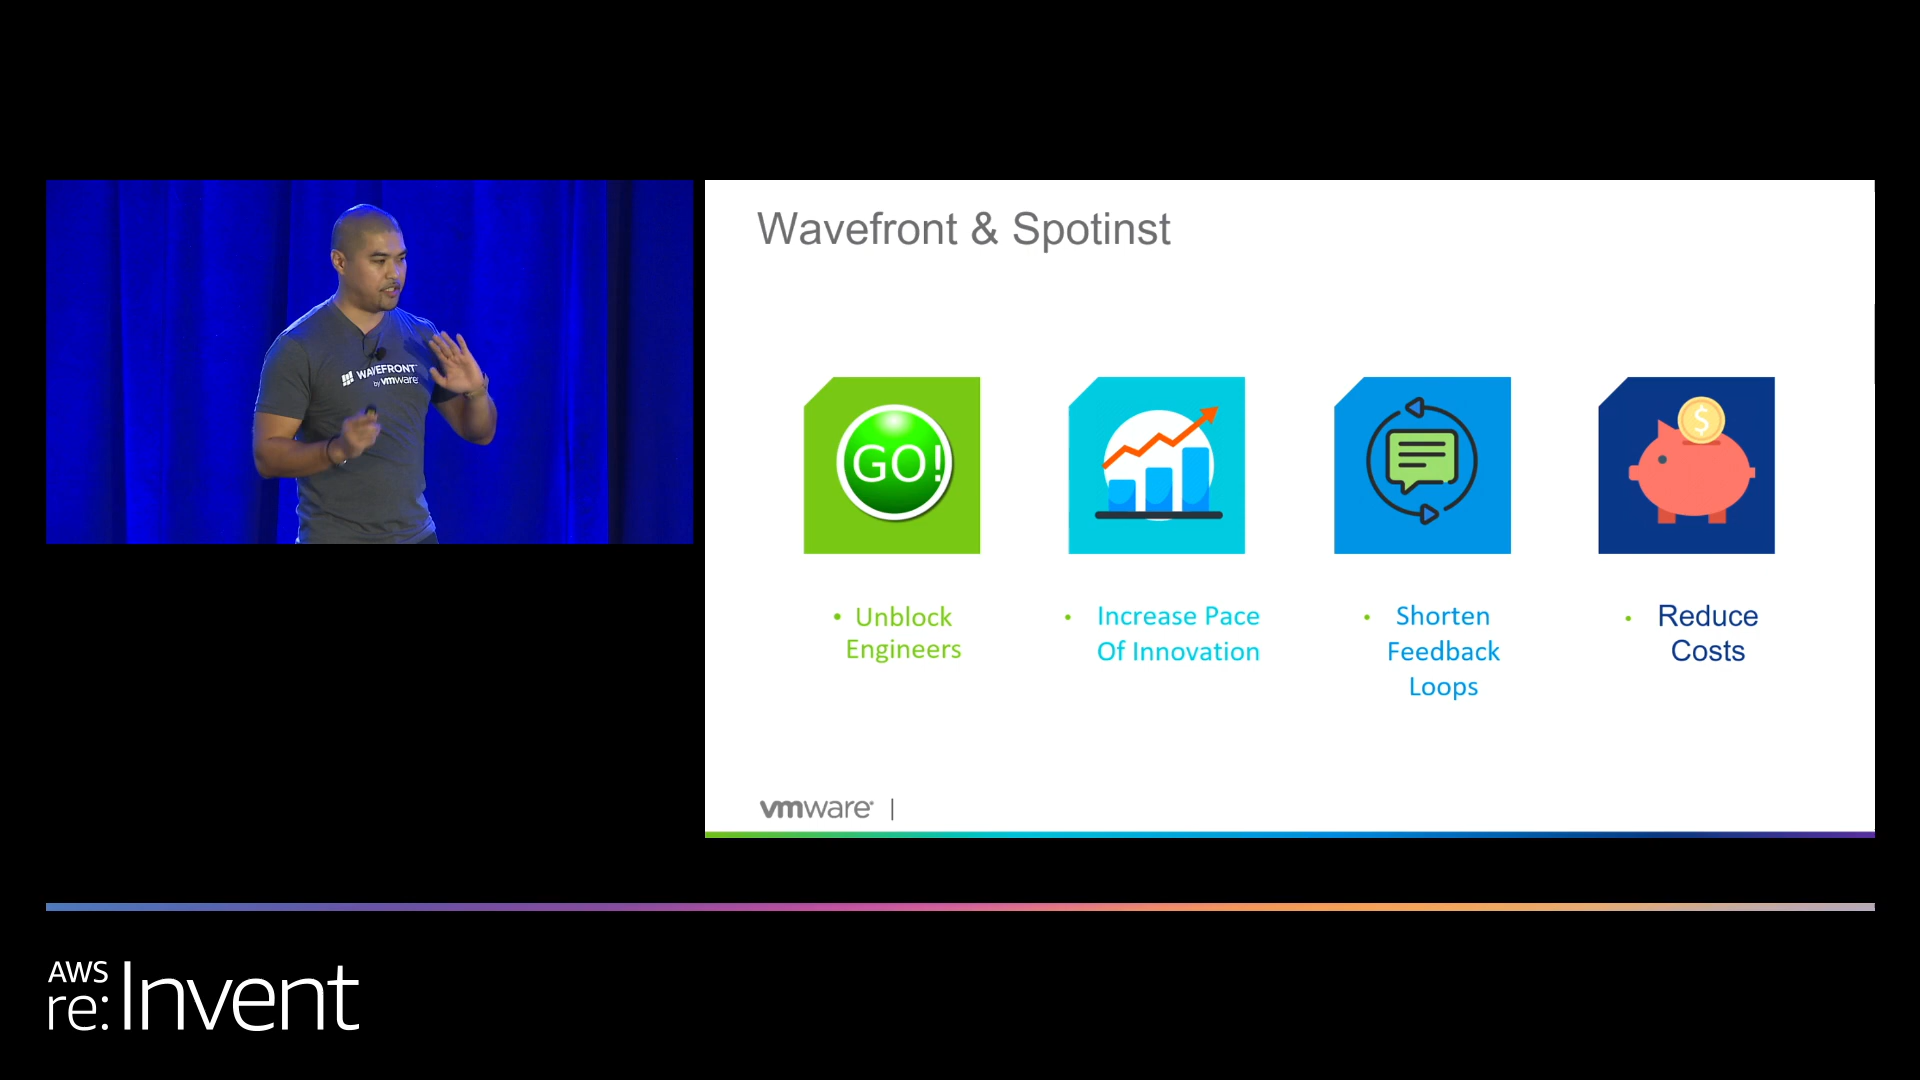 Wavefront & Spotinst
WAVEFRONT
by vmware
GO!
$
• Unblock
Engineers
• Increase Pace
Of Innovation
• Shorten
Feedback
Loops
• Reduce
Costs
vmware® |
AWS
re:Invent